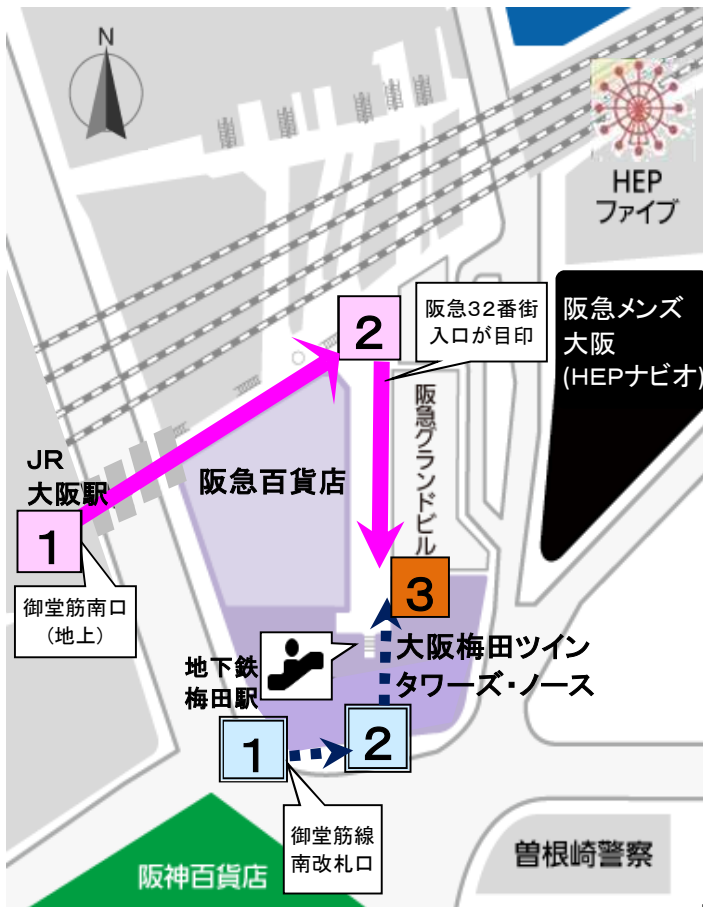 N
HEP
ファイブ
阪急32番街
入口が目印
2
阪急メンズ
大阪
(HEPナビオ)
阪急グランドビル
JR
大阪駅
阪急百貨店
1
御堂筋南口
(地上)
3
大阪梅田ツイン
タワーズ・ノース
地下鉄
梅田駅
1
2
御堂筋線
南改札口
阪神百貨店
曽根崎警察